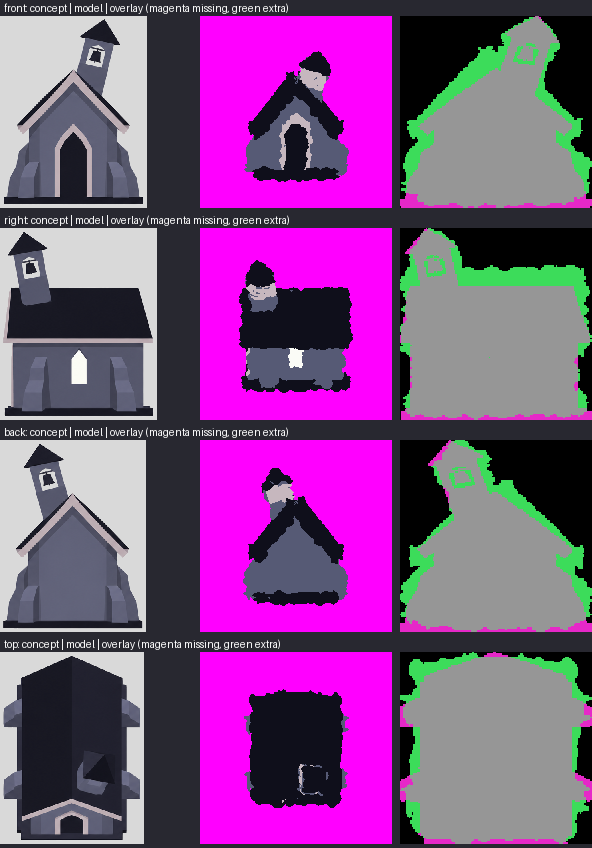 front: concept | model | overlay (magenta missing, green extra)
right: concept | model | overlay (magenta missing, green extra)
back: concept | model | overlay (magenta missing, green extra)
top: concept | model | overlay (magenta missing, green extra)